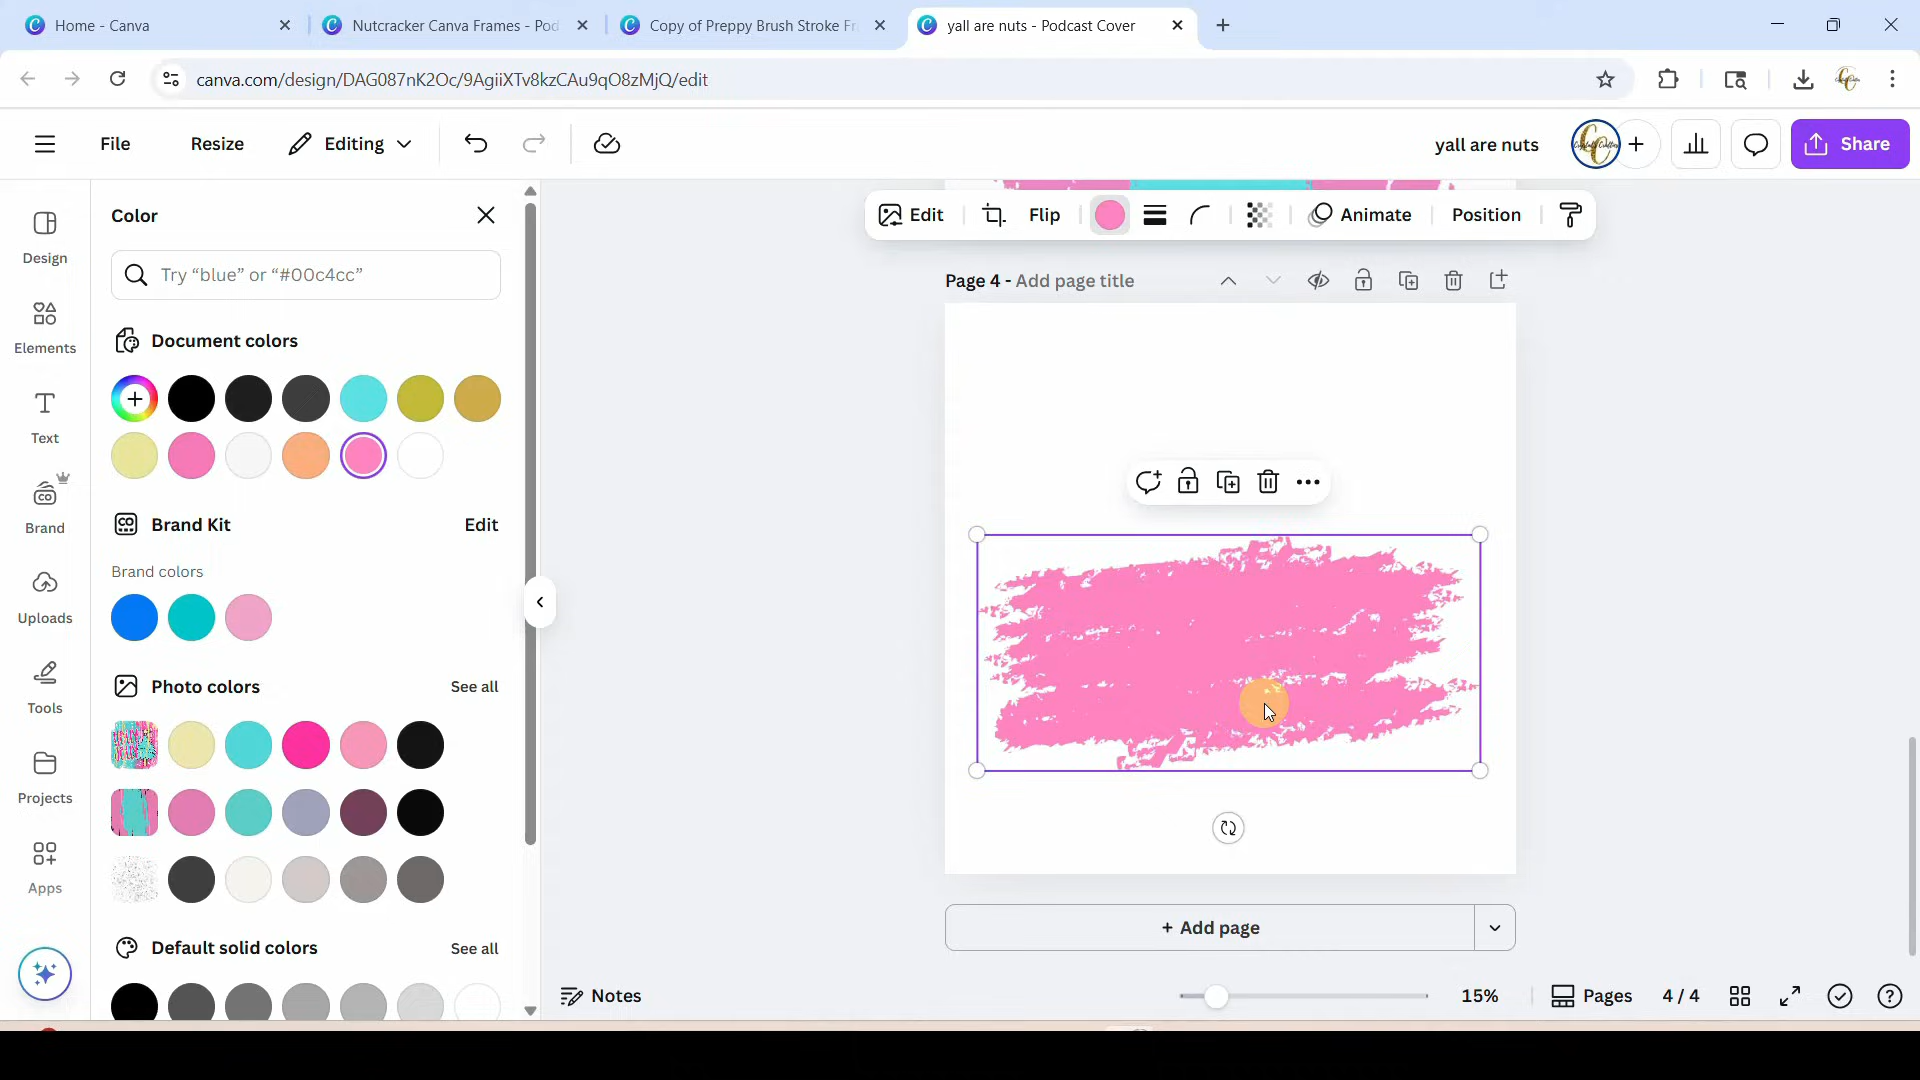 Home - Canva
Nutcracker Canva Frames - Pod
Copy of Preppy Brush Stroke Fr
yall are nuts - Podcast Cover
canva.com/design/DAG087nK2Oc/9AgiiXTv8kzCAu9qO8zMjQ/edit
File
Resize
Editing
yall are nuts
Share
Design
Elements
Text
Brand
Uploads
Tools
Projects
Apps
Color
Try “blue” or “#00c4cc”
Document colors
Brand Kit
Edit
Brand colors
Photo colors
See all
Default solid colors
See all
Edit
Flip
Animate
Position
Page 4 - Add page title
+ Add page
Notes
15%
Pages
4 / 4